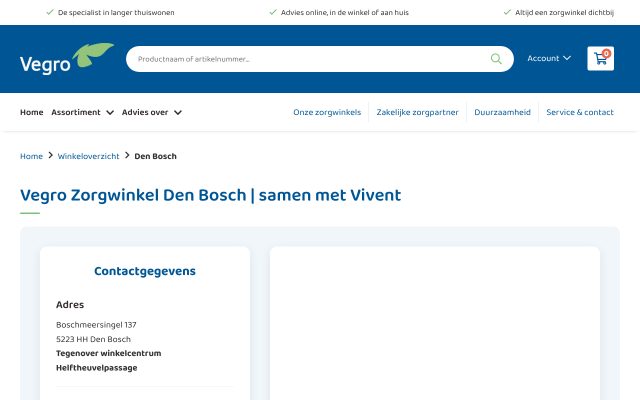 De specialist in langer thuiswonen
Advies online, in de winkel of aan huis
Altijd een zorgwinkel dichtbij
Vegro
Productnaam of artikelnummer...
Account
0
Home
Assortiment
Advies over
Onze zorgwinkels
Zakelijke zorgpartner
Duurzaamheid
Service & contact
Home
Winkeloverzicht
Den Bosch
Vegro Zorgwinkel Den Bosch | samen met Vivent
Contactgegevens
Adres
Boschmeersingel 137
5223 HH Den Bosch
Tegenover winkelcentrum
Helftheuvelpassage